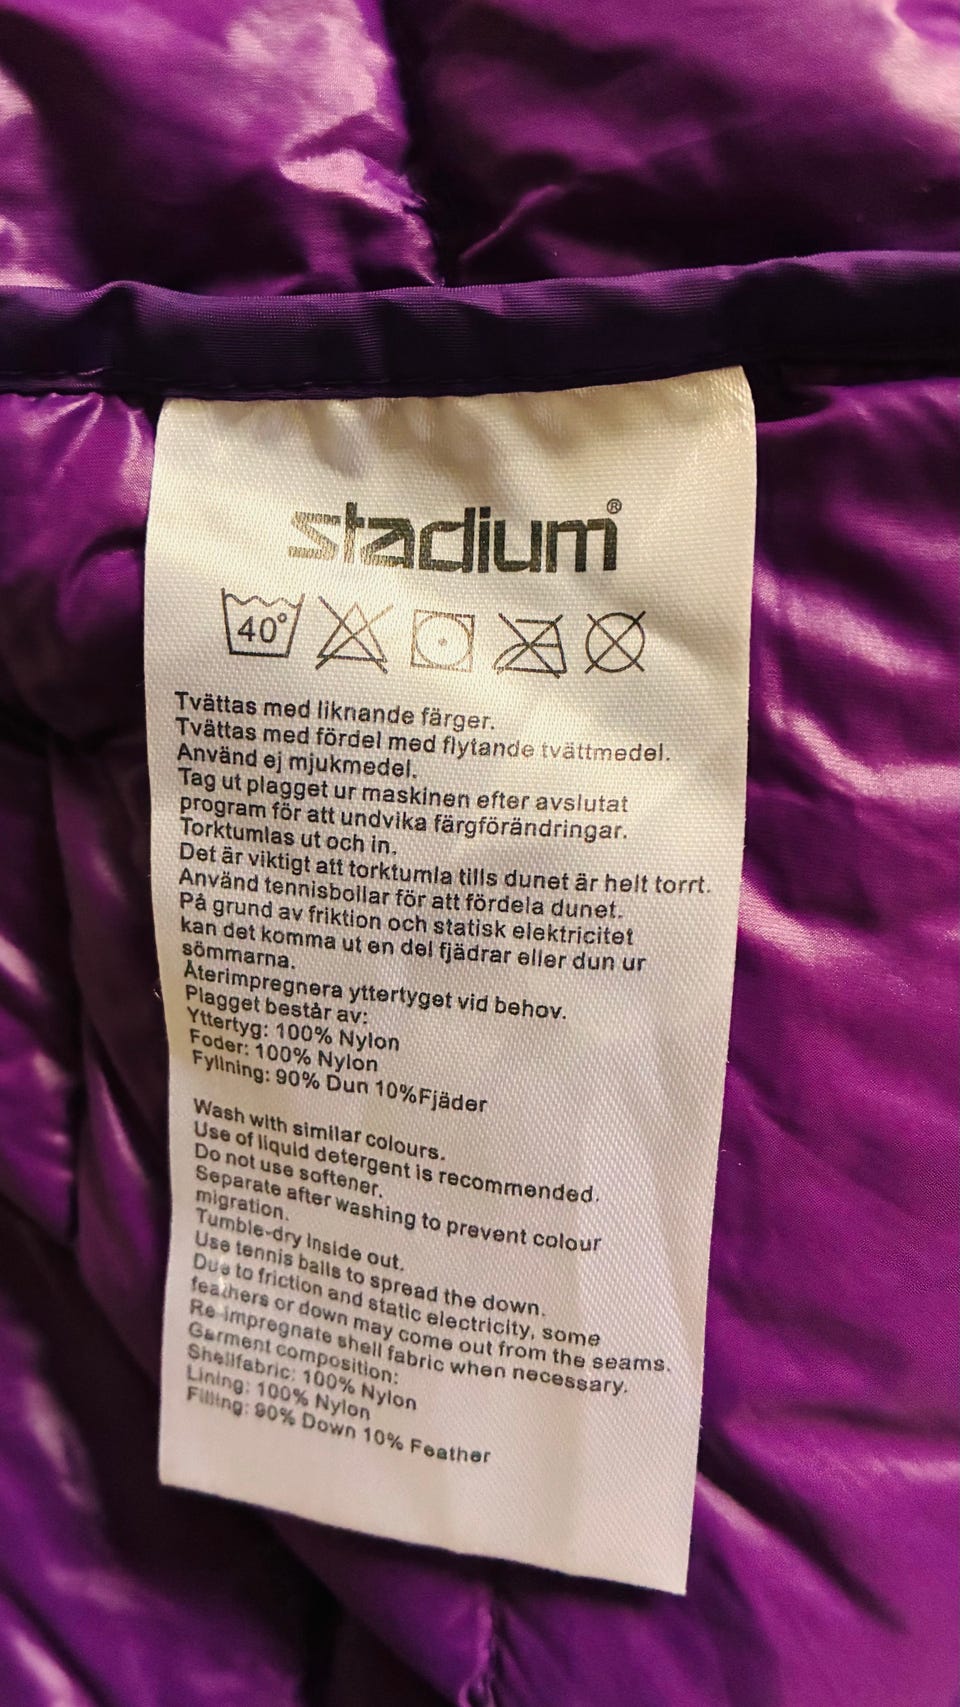 stadium®
40°
Tvättas med liknande färger.
Tvättas med fördel med flytande tvättmedel.
Använd ej mjukmedel.
Tag ut plagget ur maskinen efter avslutat
program för att undvika färgförändringar.
Torktumlas ut och in.
Det är viktigt att torktumla tills dunet är helt torrt.
Använd tennisbollar för att fördela dunet.
På grund av friktion och statisk elektricitet
kan det komma ut en del fjädrar eller dun ur
sömmarna.
Återimpregnera yttertyget vid behov.
Plagget består av:
Yttertyg: 100% Nylon
Foder: 100% Nylon
Fyllning: 90% Dun 10%Fjäder
Wash with similar colours.
Use of liquid detergent is recommended.
Do not use softener.
Separate after washing to prevent colour
migration.
Tumble-dry inside out.
Use tennis balls to spread the down.
Due to friction and static electricity, some
feathers or down may come out from the seams.
Re-impregnate shell fabric when necessary.
Garment composition:
Shellfabric: 100% Nylon
Lining: 100% Nylon
Filling: 90% Down 10% Feather